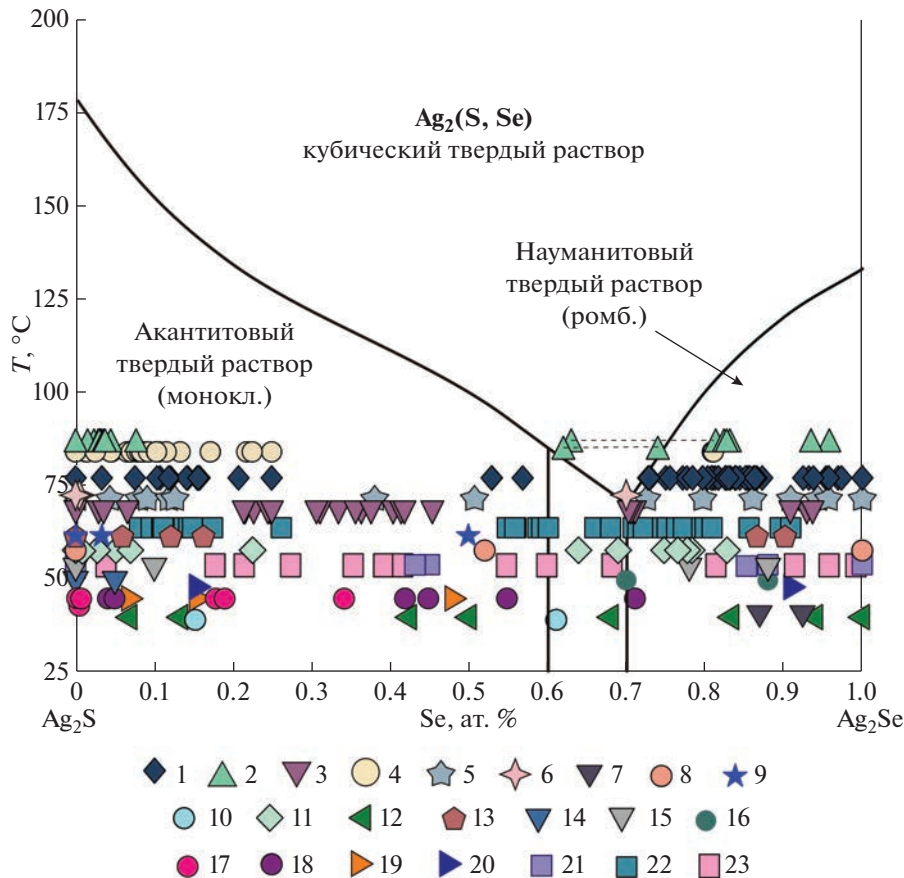 200
175
150
125
100
75
50
25
T, °C
Ag₂(S, Se)
кубический твердый раствор
Науманитовый
твердый раствор
(ромб.)
Акантитовый
твердый раствор
(монокл.)
0 0.1 0.2 0.3 0.4 0.5 0.6 0.7 0.8 0.9 1.0
Ag₂S Se, ат. % Ag₂Se
1 2 3 4 5 6 7 8 9
10 11 12 13 14 15 16
17 18 19 20 21 22 23